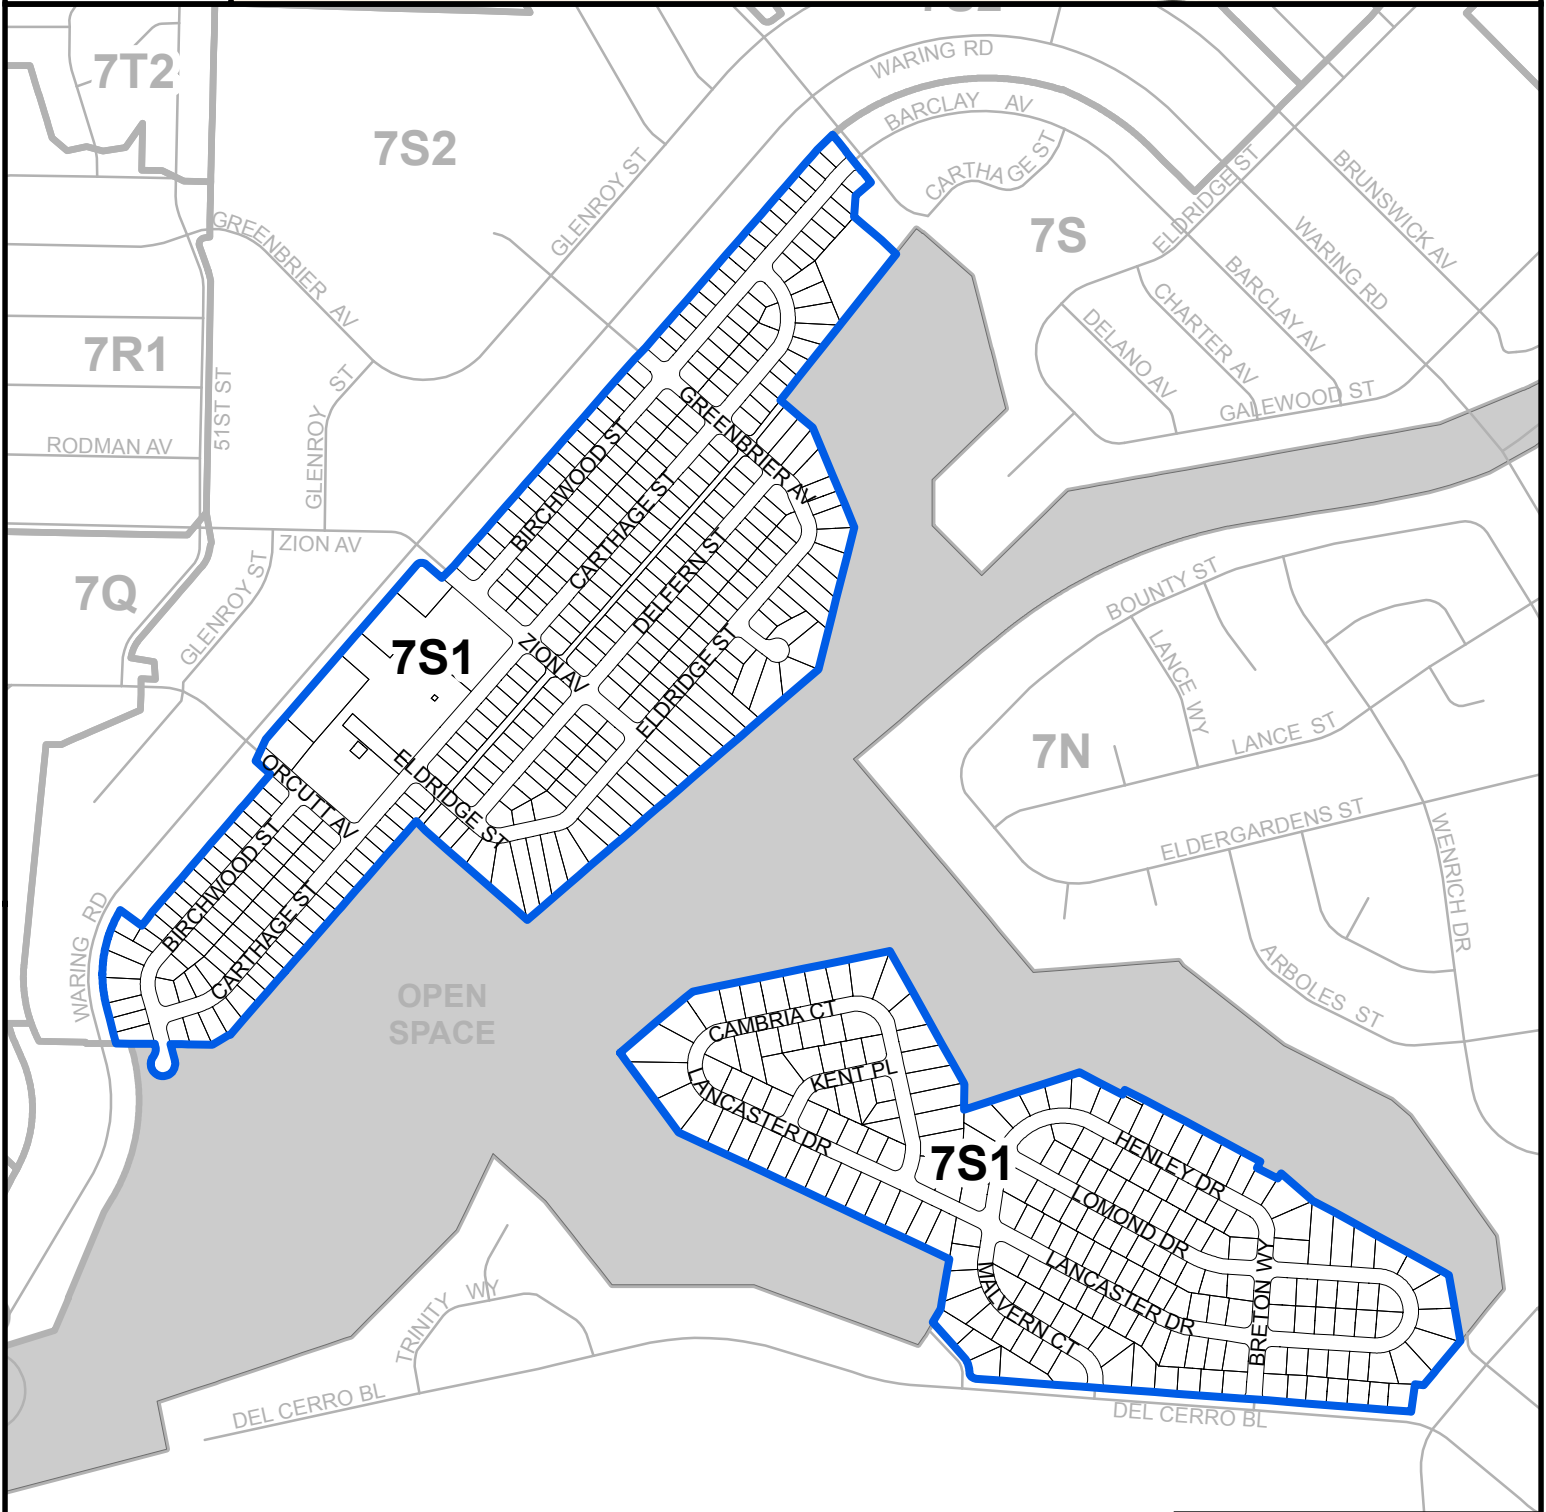 7S2
WARING RD
7T2
BARCLAY AV
7S2
CARTHAGE ST
GLENROY ST
ELDRIDGE ST
BRUNSWICK AV
7S
GREENBRIER AV
WARING RD
BARCLAY AV
CHARTER AV
DELANO AV
7R1
GALEWOOD ST
51ST ST
GLENROY ST
RODMAN AV
GREENBRIER AV
BIRCHWOOD ST
CARTHAGE ST
ZION AV
DELFERN ST
7Q
GLENROY ST
BOUNTY ST
7S1
ZION AV
ELDRIDGE ST
LANCE WY
LANCE ST
7N
ORCUTT AV
ELDRIDGE ST
ELDERGARDENS ST
WENRICH DR
BIRCHWOOD ST
CARTHAGE ST
WARING RD
ARBOLES ST
OPEN
SPACE
CAMBRIA CT
KENT PL
LANCASTER DR
7S1
HENLEY DR
LOMOND DR
LANCASTER DR
MALVERN CT
BRETON WY
TRINITY WY
DEL CERRO BL
DEL CERRO BL